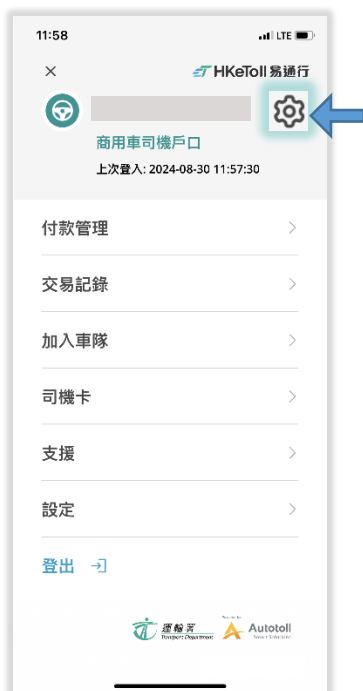 11:58
LTE
HKeToll 易通行
商用車司機戶口
上次登入: 2024-08-30 11:57:30
付款管理
交易記錄
加入車隊
司機卡
支援
設定
登出
運輸署
Transport Department
Autotoll